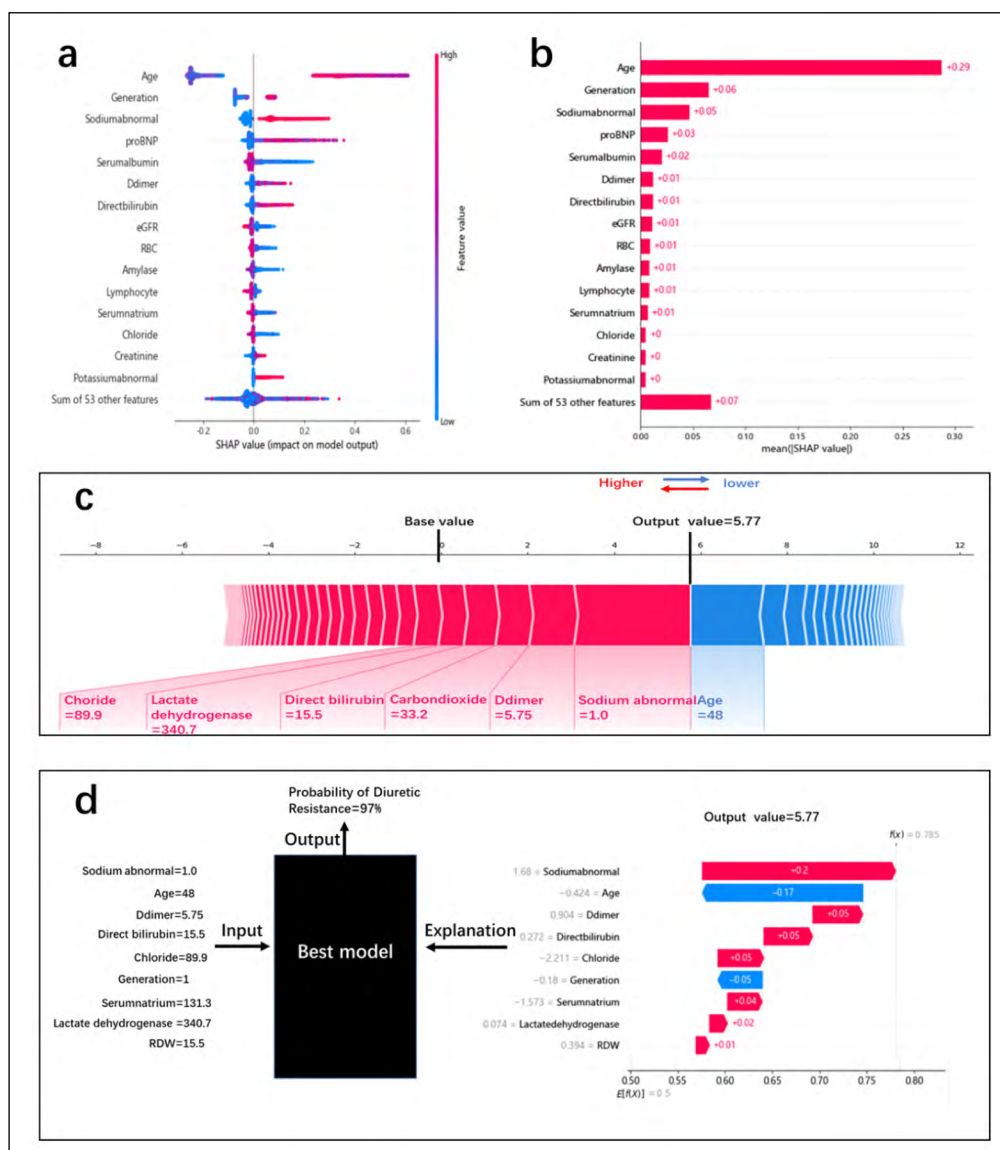 a
High
Age
Generation
Sodiumabnormal
proBNP
Serumalbumin
Ddimer
Directbilirubin
eGFR
RBC
Amylase
Lymphocyte
Serumnatrium
Chloride
Creatinine
Potassiumabnormal
Sum of 53 other features
Feature value
Low
-0.2 0.0 0.2 0.4 0.6
SHAP value (impact on model output)
b
Age +0.29
Generation +0.06
Sodiumabnormal +0.05
proBNP +0.03
Serumalbumin +0.02
Ddimer +0.01
Directbilirubin +0.01
eGFR +0.01
RBC +0.01
Amylase +0.01
Lymphocyte +0.01
Serumnatrium +0.01
Chloride +0
Creatinine +0
Potassiumabnormal +0
Sum of 53 other features +0.07
0.00 0.05 0.10 0.15 0.20 0.25 0.30
mean(|SHAP value|)
c
Higher lower
Base value Output value=5.77
−8 −6 −4 −2 0 2 4 6 8 10 12
Choride
=89.9
Lactate
dehydrogenase
=340.7
Direct bilirubin
=15.5
Carbondioxide
=33.2
Ddimer
=5.75
Sodium abnormal
=1.0
Age
=48
d
Probability of Diuretic
Resistance=97%
Output
Sodium abnormal=1.0
Age=48
Ddimer=5.75
Direct bilirubin=15.5
Chloride=89.9
Generation=1
Serumnatrium=131.3
Lactate dehydrogenase =340.7
RDW=15.5
Input
Best model
Explanation
Output value=5.77
f(x) = 0.785
1.68 = Sodiumabnormal +0.2
−0.424 = Age −0.17
0.904 = Ddimer +0.05
0.272 = Directbilirubin +0.05
−2.211 = Chloride +0.05
−0.18 = Generation −0.05
−1.573 = Serumnatrium +0.04
0.074 = Lactatedehydrogenase +0.02
0.394 = RDW +0.01
0.50 0.55 0.60 0.65 0.70 0.75 0.80
E[f(X)] = 0.5